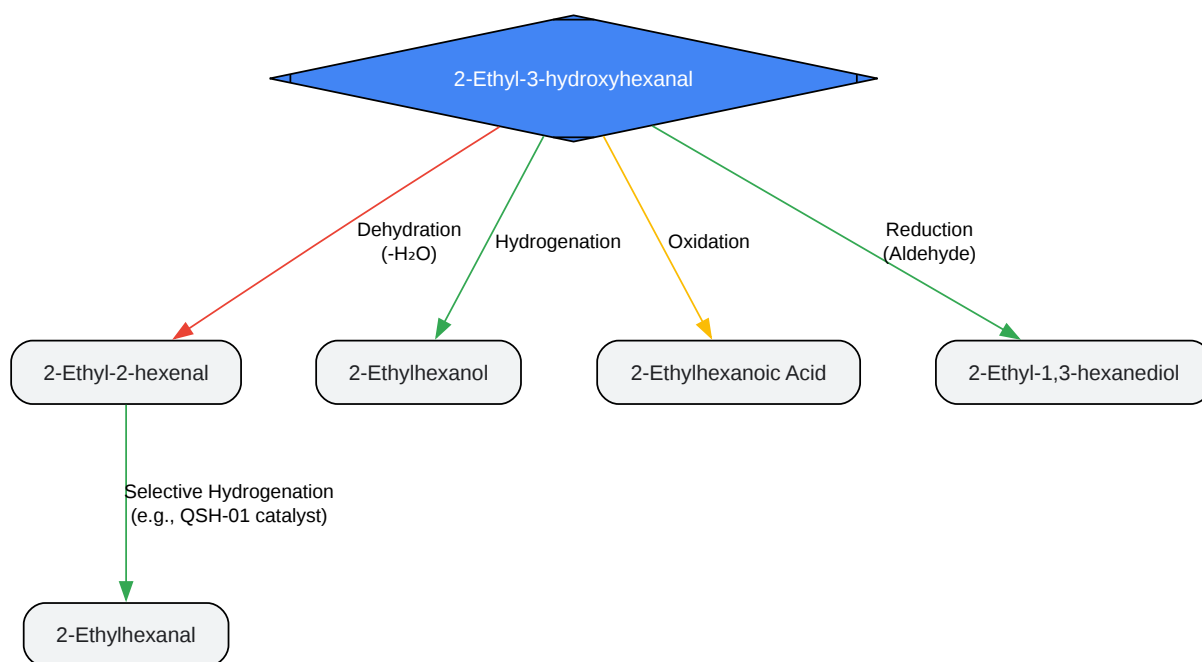 2-Ethyl-3-hydroxyhexanal
Dehydration
(-H₂O)
Hydrogenation
Oxidation
Reduction
(Aldehyde)
2-Ethyl-2-hexenal
2-Ethylhexanol
2-Ethylhexanoic Acid
2-Ethyl-1,3-hexanediol
Selective Hydrogenation
(e.g., QSH-01 catalyst)
2-Ethylhexanal